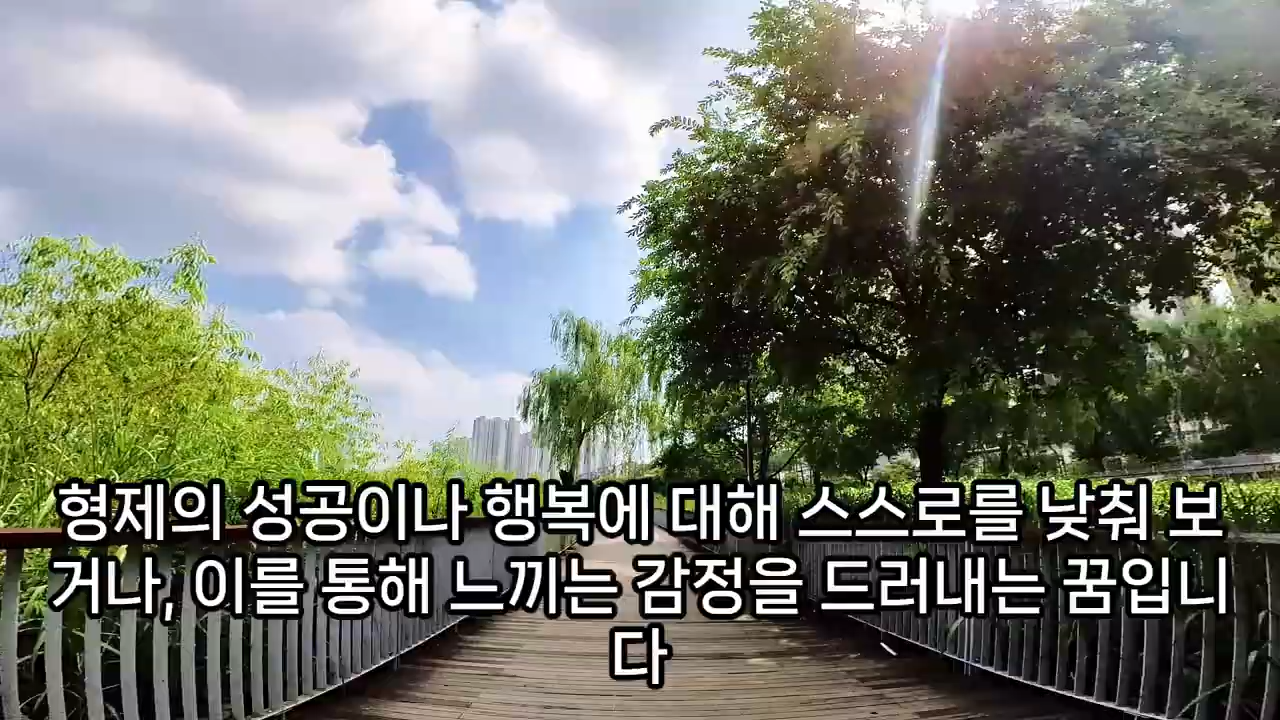 형제의 성공이나 행복에 대해 스스로를 낮춰 보
거나, 이를 통해 느끼는 감정을 드러내는 꿈입니
다